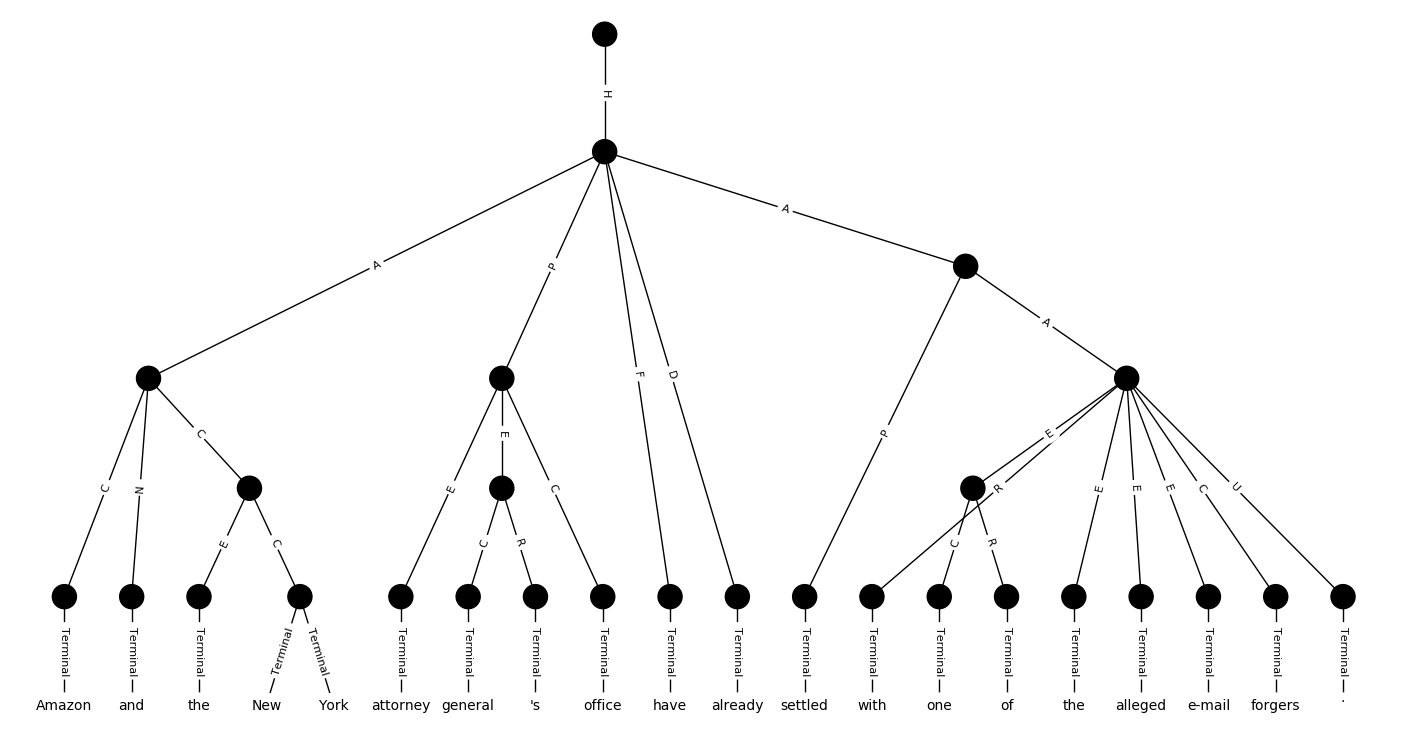 H
A
P
F
D
A
P
A
C
N
C
E
E
C
E
R
E
E
E
C
U
E
C
C
R
C
R
Terminal Terminal Terminal Terminal Terminal Terminal Terminal Terminal Terminal Terminal Terminal Terminal Terminal Terminal Terminal Terminal Terminal Terminal Terminal Terminal
Amazon and the New York attorney general 's office have already settled with one of the alleged e-mail forgers .